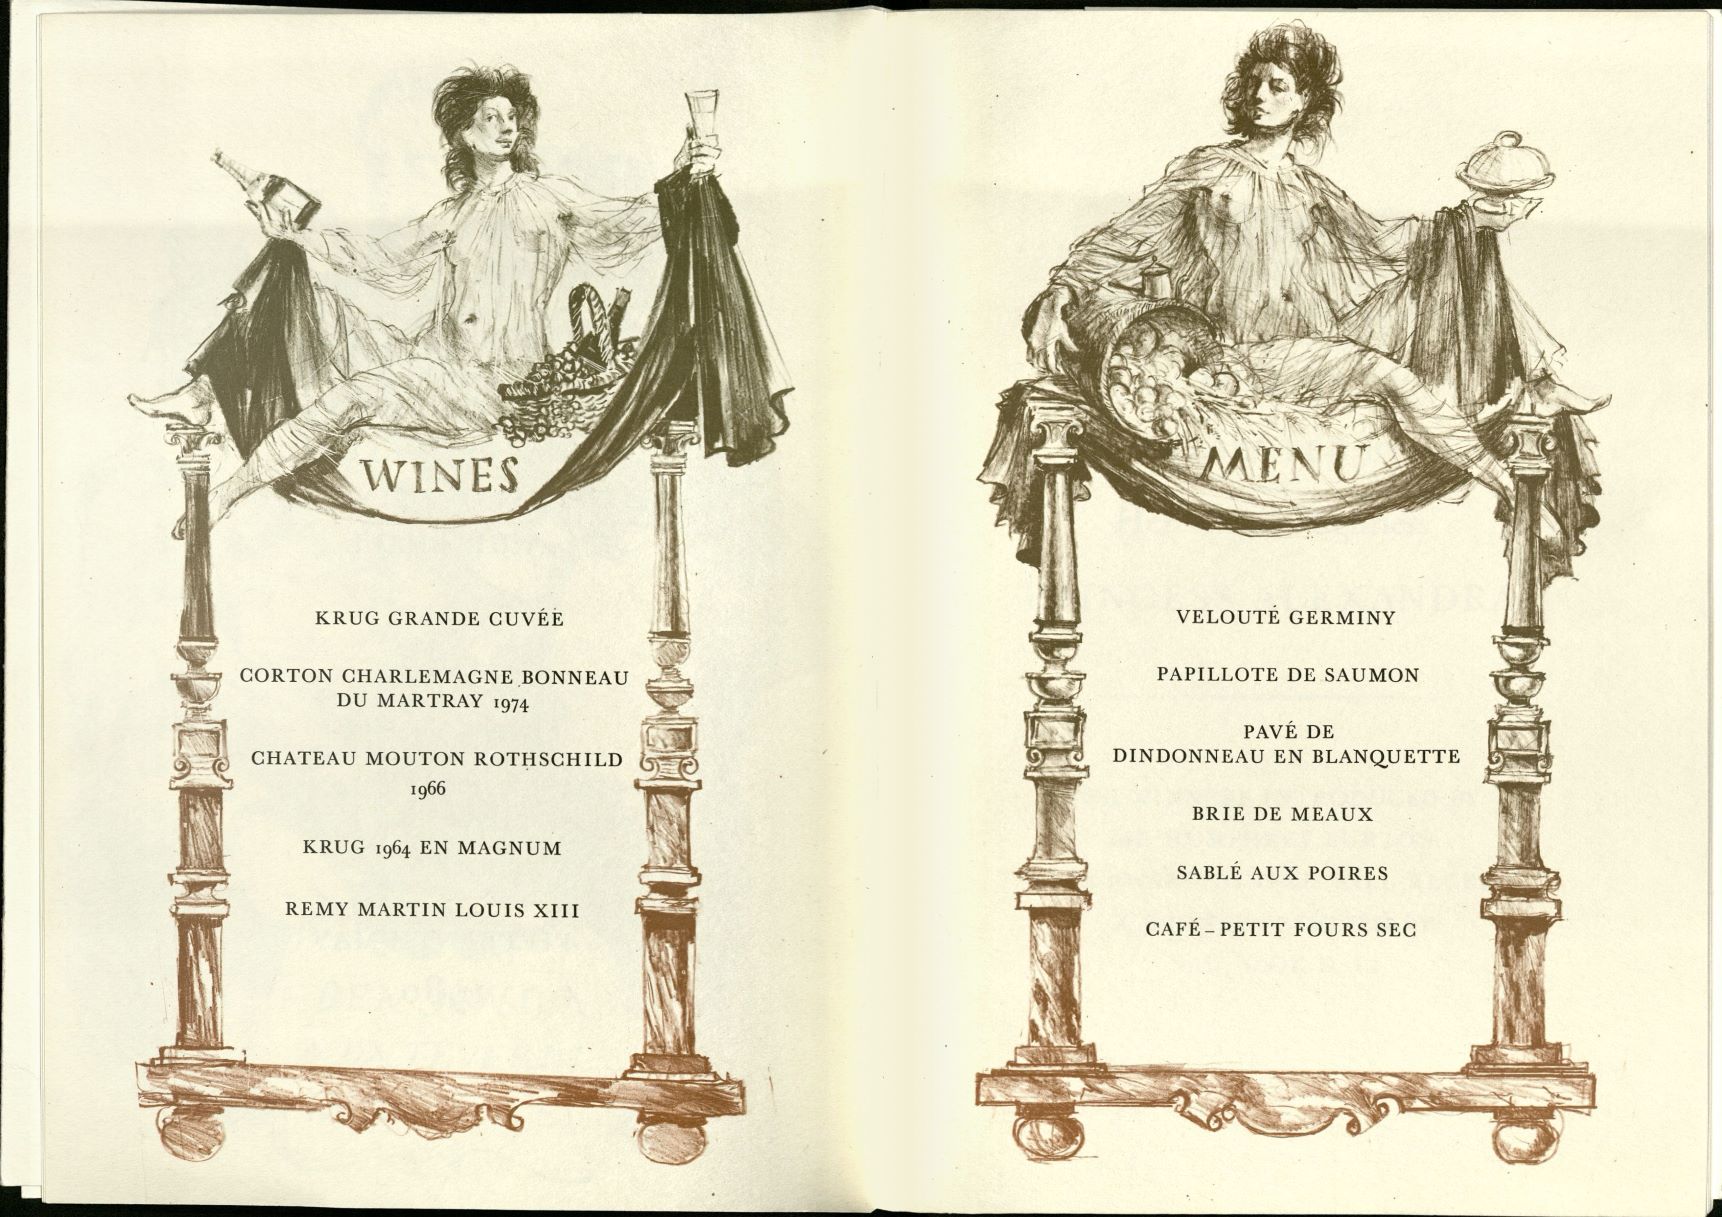 WINES
KRUG GRANDE CUVÉE
CORTON CHARLEMAGNE BONNEAU
DU MARTRAY 1974
CHATEAU MOUTON ROTHSCHILD
1966
KRUG 1964 EN MAGNUM
REMY MARTIN LOUIS XIII
MENU
VELOUTÉ GERMINY
PAPILLOTE DE SAUMON
PAVÉ DE
DINDONNEAU EN BLANQUETTE
BRIE DE MEAUX
SABLÉ AUX POIRES
CAFÉ – PETIT FOURS SEC